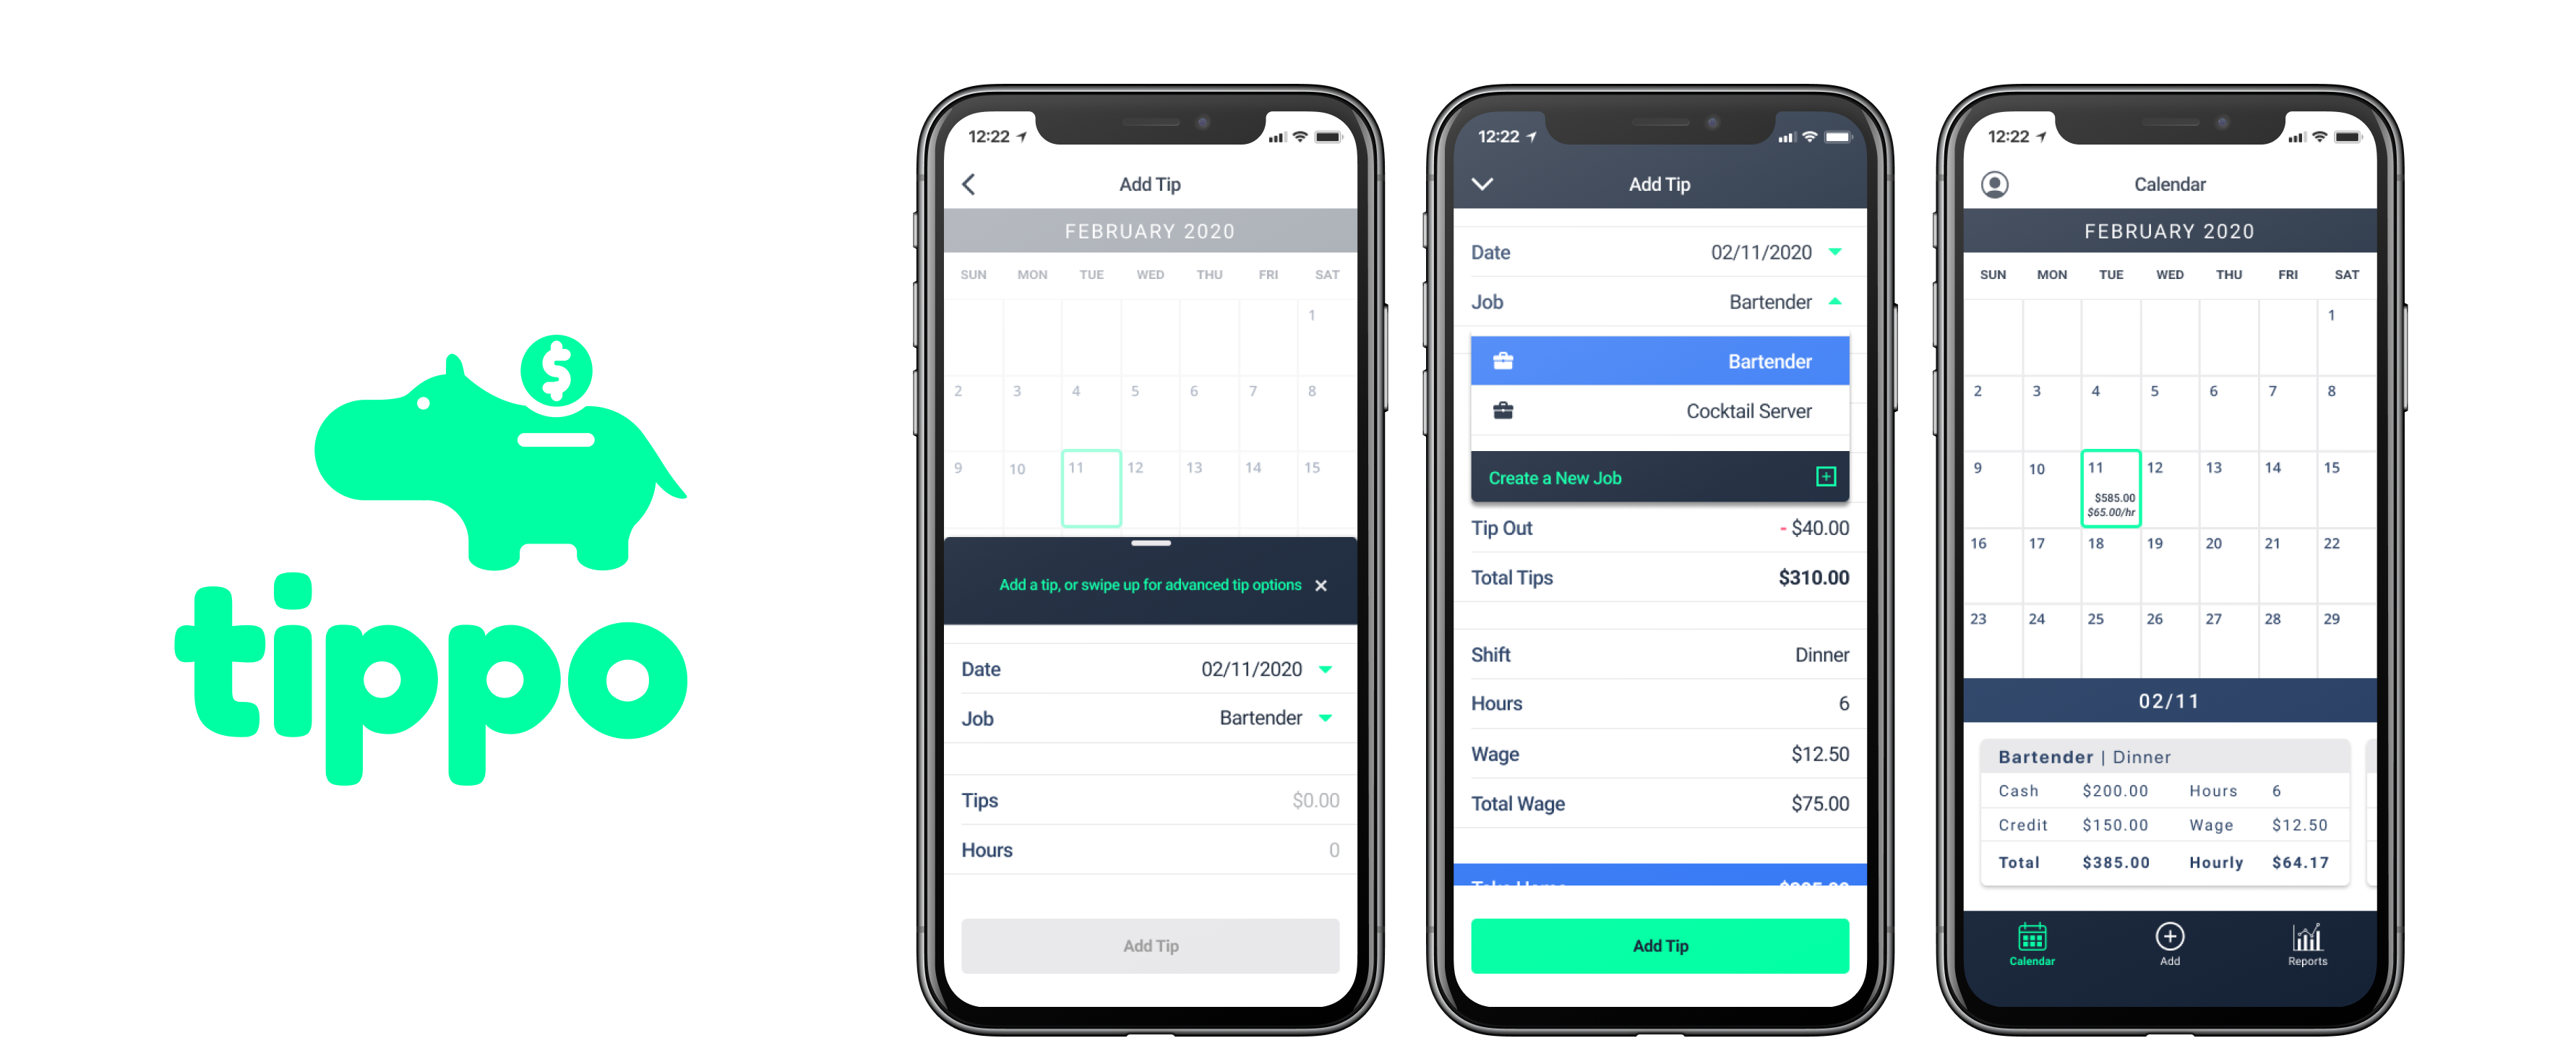 $
tippo
12:22
Add Tip
FEBRUARY 2020
SUN MON TUE WED THU FRI SAT
1
2 3 4 5 6 7 8
9 10 11 12 13 14 15
Add a tip, or swipe up for advanced tip options
Date 02/11/2020
Job Bartender
Tips $0.00
Hours 0
Add Tip
12:22
Add Tip
Date 02/11/2020
Job Bartender
Bartender
Cocktail Server
Create a New Job
Tip Out - $40.00
Total Tips $310.00
Shift Dinner
Hours 6
Wage $12.50
Total Wage $75.00
Take Home
Add Tip
12:22
Calendar
FEBRUARY 2020
SUN MON TUE WED THU FRI SAT
1
2 3 4 5 6 7 8
9 10 11 12 13 14 15
$585.00
$65.00/hr
16 17 18 19 20 21 22
23 24 25 26 27 28 29
02/11
Bartender | Dinner
Cash $200.00 Hours 6
Credit $150.00 Wage $12.50
Total $385.00 Hourly $64.17
Calendar Add Reports